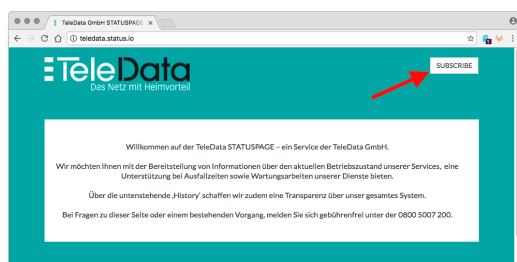 TeleData GmbH STATUSPAGE
teledata.status.io
TeleData
Das Netz mit Heimvorteil
SUBSCRIBE
Willkommen auf der TeleData STATUSPAGE – ein Service der TeleData GmbH.
Wir möchten Ihnen mit der Bereitstellung von Informationen über den aktuellen Betriebszustand unserer Services, eine
Unterstützung bei Ausfallzeiten sowie Wartungsarbeiten unserer Dienste bieten.
Über die untenstehende ‚History' schaffen wir zudem eine Transparenz über unser gesamtes System.
Bei Fragen zu dieser Seite oder einem bestehenden Vorgang, melden Sie sich gebührenfrei unter der 0800 5007 200.